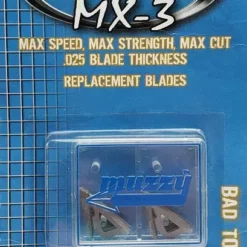 MX-3
MAX SPEED, MAX STRENGTH, MAX CUT
.025 BLADE THICKNESS
REPLACEMENT BLADES
muzzy
BAD TO